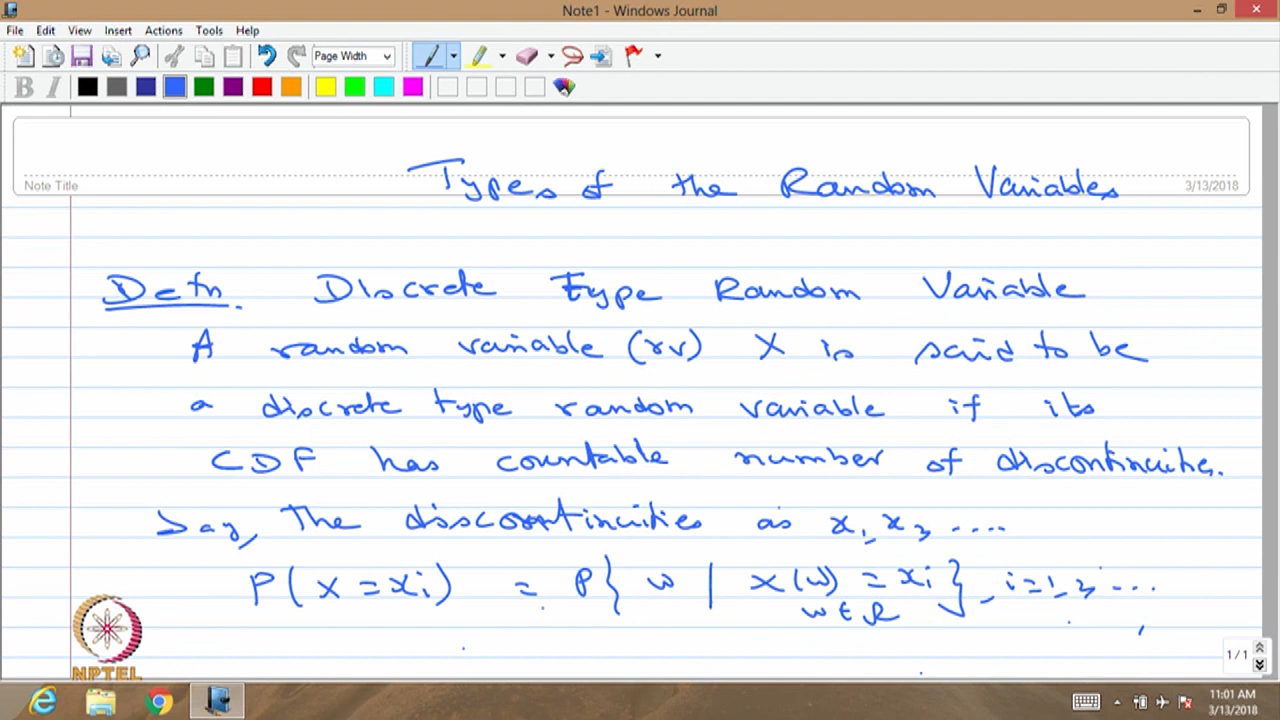 Note1 - Windows Journal
File Edit View Insert Actions Tools Help
Page Width
B I
Types of the Random Variables
Note Title
3/13/2018
Defn. Discrete type Random Variable
A random variable (rv) X is said to be
a discrete type random variable if its
CDF has countable number of discontinuities.
Say, the discontinuities as x₁, x₂, ....
P(X = xi) = P{ w | X(w) = xi }, i = 1, 2, ...
w ∈ Ω
NPTEL
1 / 1
11:01 AM
3/13/2018